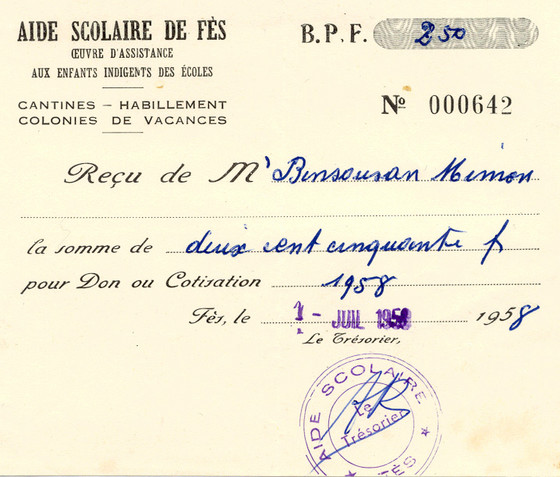 AIDE SCOLAIRE DE FÈS
ŒUVRE D'ASSISTANCE
AUX ENFANTS INDIGENTS DES ÉCOLES
CANTINES – HABILLEMENT
COLONIES DE VACANCES
B.P.F. 250
No 000642
Reçu de Mr Bensousan Mimon
la somme de deux cent cinquante f
pour Don ou Cotisation 1958
Fès, le 1 - JUIL 1958 1958
Le Trésorier,
AIDE SCOLAIRE
Le
Trésorier
★ FÈS ★